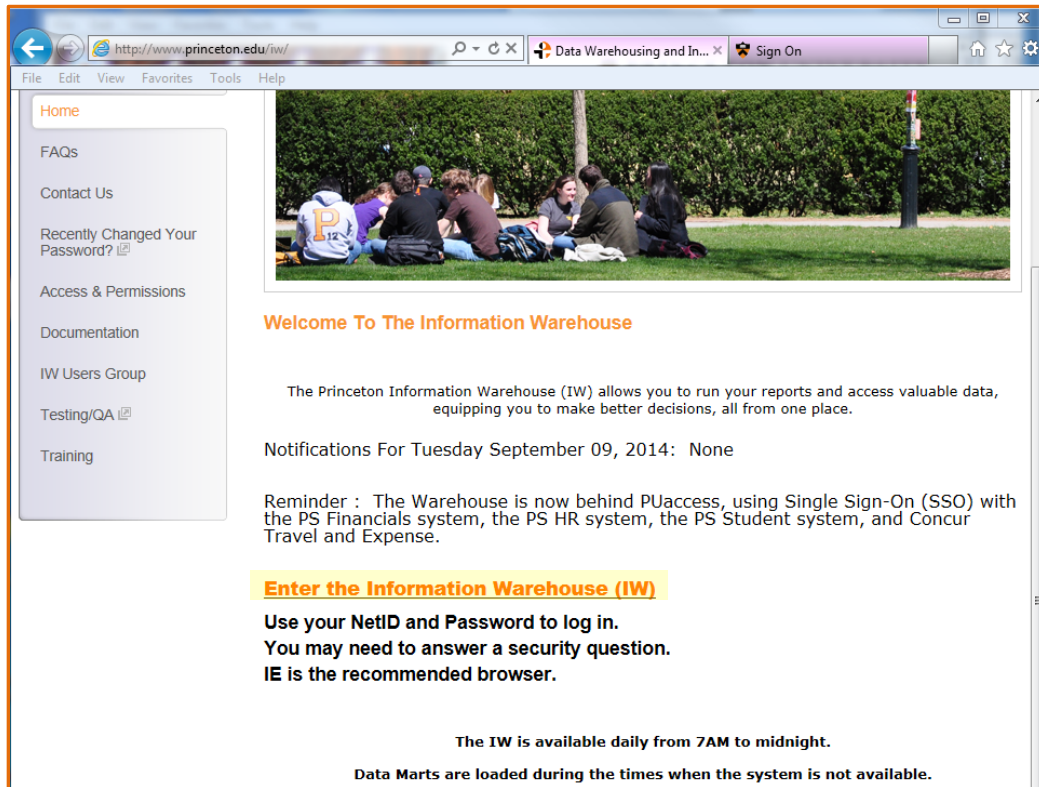 http://www.princeton.edu/iw/
Data Warehousing and In...
Sign On
File Edit View Favorites Tools Help
Home
FAQs
Contact Us
Recently Changed Your
Password?
Access & Permissions
Documentation
IW Users Group
Testing/QA
Training
P
12
Welcome To The Information Warehouse
The Princeton Information Warehouse (IW) allows you to run your reports and access valuable data,
equipping you to make better decisions, all from one place.
Notifications For Tuesday September 09, 2014: None
Reminder : The Warehouse is now behind PUaccess, using Single Sign-On (SSO) with
the PS Financials system, the PS HR system, the PS Student system, and Concur
Travel and Expense.
Enter the Information Warehouse (IW)
Use your NetID and Password to log in.
You may need to answer a security question.
IE is the recommended browser.
The IW is available daily from 7AM to midnight.
Data Marts are loaded during the times when the system is not available.